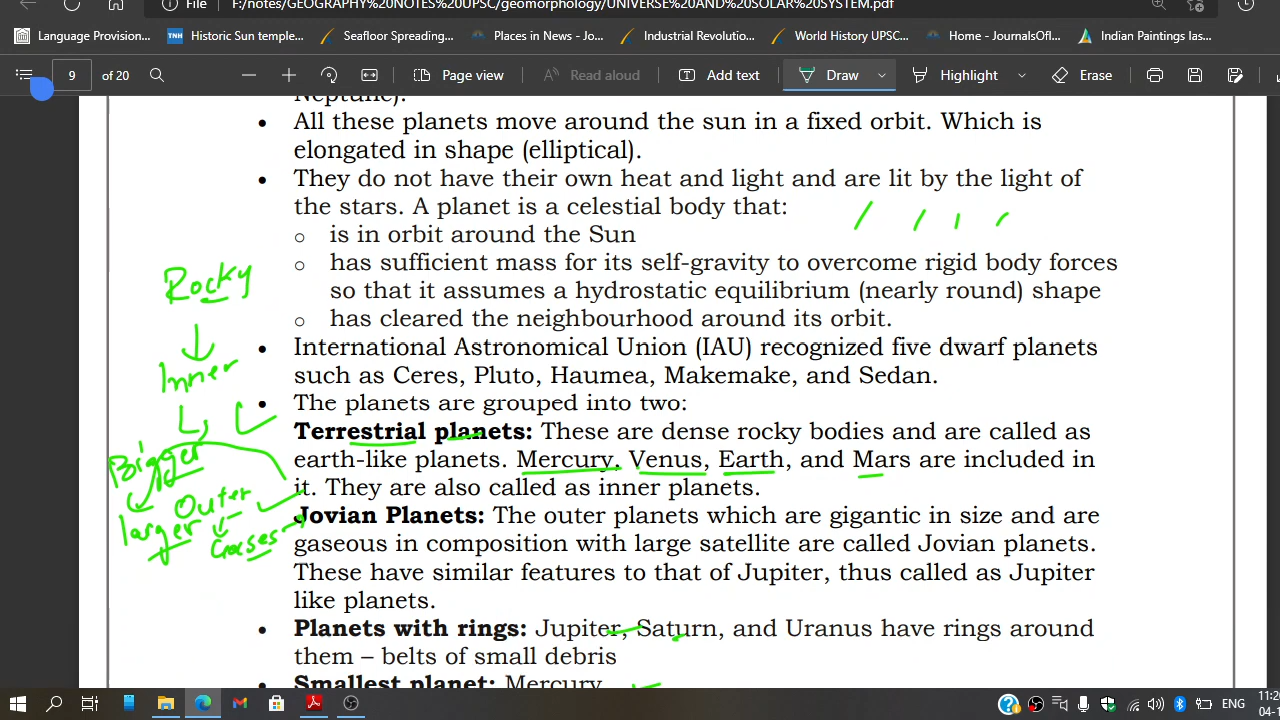 File F:/notes/GEOGRAPHY%20NOTES%20UPSC/geomorphology/UNIVERSE%20AND%20SOLAR%20SYSTEM.pdf
Language Provision... TNH Historic Sun temple... Seafloor Spreading... Places in News - Jo... Industrial Revolutio... World History UPSC... Home - JournalsOfI... Indian Paintings las...
9 of 20 Page view Read aloud Add text Draw Highlight Erase
Neptune).
• All these planets move around the sun in a fixed orbit. Which is
elongated in shape (elliptical).
• They do not have their own heat and light and are lit by the light of
the stars. A planet is a celestial body that:
o is in orbit around the Sun
o has sufficient mass for its self-gravity to overcome rigid body forces
so that it assumes a hydrostatic equilibrium (nearly round) shape
o has cleared the neighbourhood around its orbit.
• International Astronomical Union (IAU) recognized five dwarf planets
such as Ceres, Pluto, Haumea, Makemake, and Sedan.
• The planets are grouped into two:
Terrestrial planets: These are dense rocky bodies and are called as
earth-like planets. Mercury, Venus, Earth, and Mars are included in
it. They are also called as inner planets.
Jovian Planets: The outer planets which are gigantic in size and are
gaseous in composition with large satellite are called Jovian planets.
These have similar features to that of Jupiter, thus called as Jupiter
like planets.
• Planets with rings: Jupiter, Saturn, and Uranus have rings around
them – belts of small debris
• Smallest planet: Mercury
Rocky
Inner
Bigger
Outer
larger
Gases
ENG